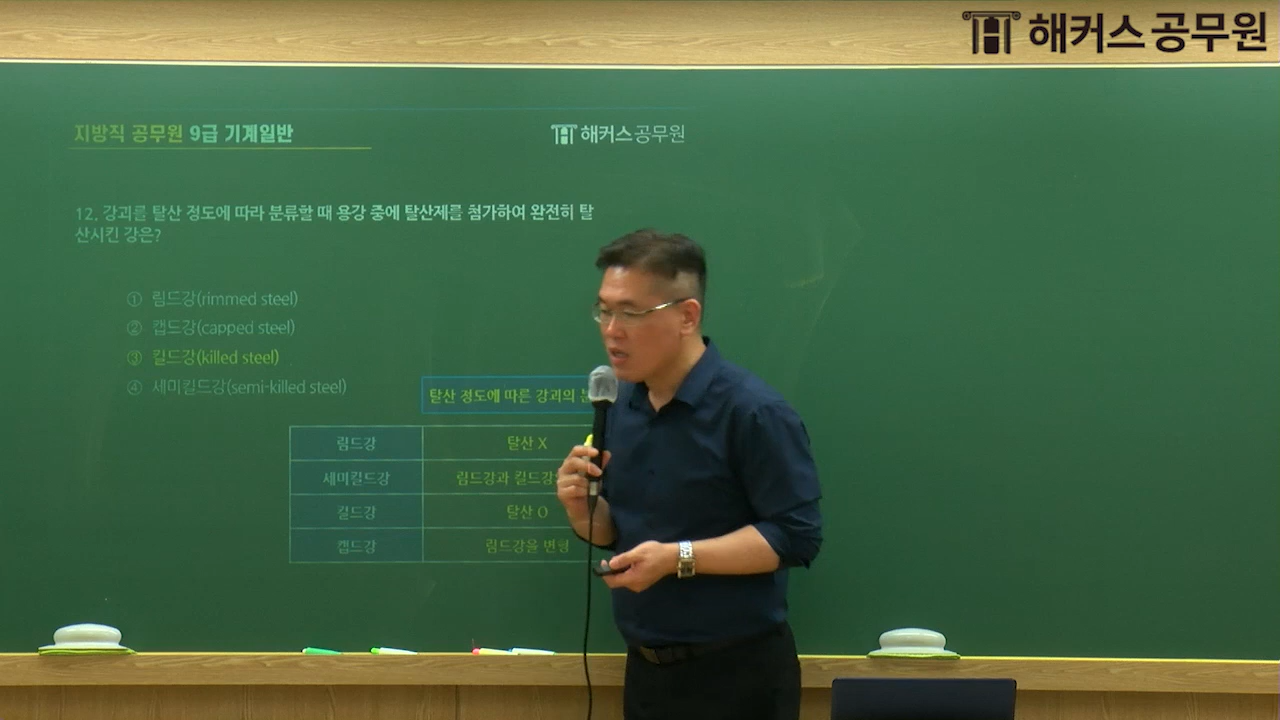 해커스공무원
지방직 공무원 9급 기계일반
해커스공무원
12. 강괴를 탈산 정도에 따라 분류할 때 용강 중에 탈산제를 첨가하여 완전히 탈
산시킨 강은?
① 림드강(rimmed steel)
② 캡드강(capped steel)
③ 킬드강(killed steel)
④ 세미킬드강(semi-killed steel)
탈산 정도에 따른 강괴의
림드강 탈산 X
세미킬드강 림드강과 킬드강
킬드강 탈산 O
캡드강 림드강을 변형